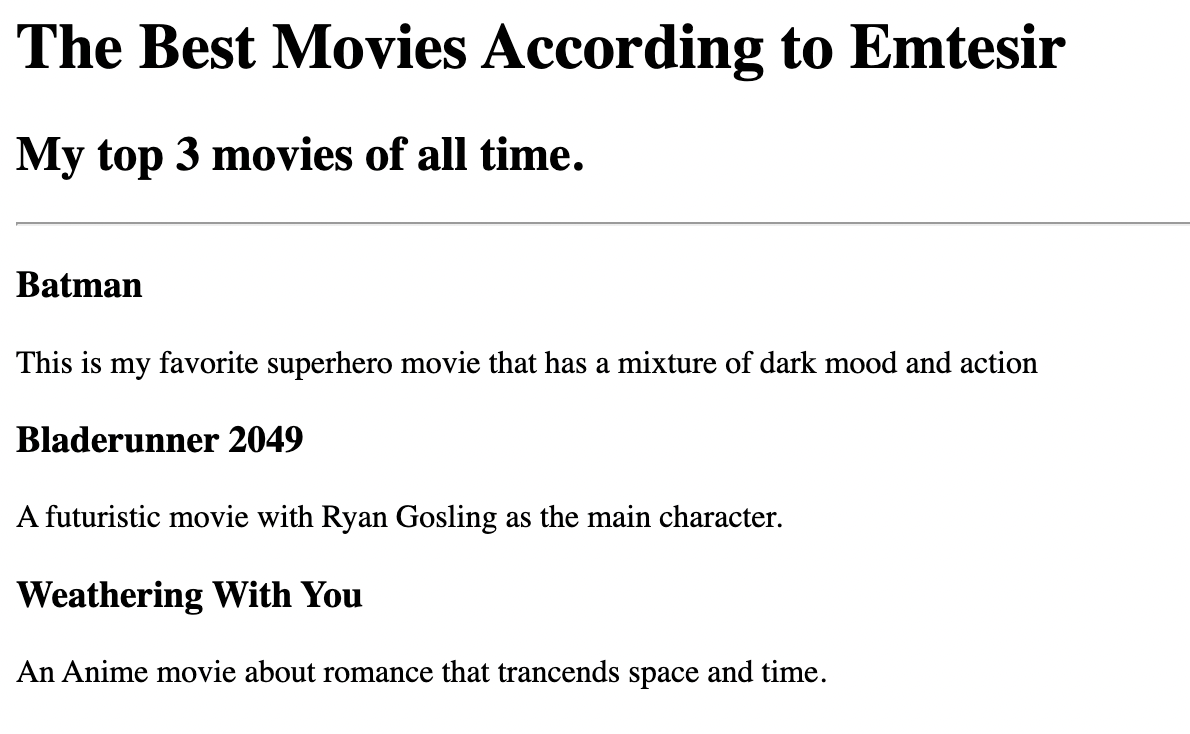 The Best Movies According to Emtesir
My top 3 movies of all time.
Batman
This is my favorite superhero movie that has a mixture of dark mood and action
Bladerunner 2049
A futuristic movie with Ryan Gosling as the main character.
Weathering With You
An Anime movie about romance that trancends space and time.